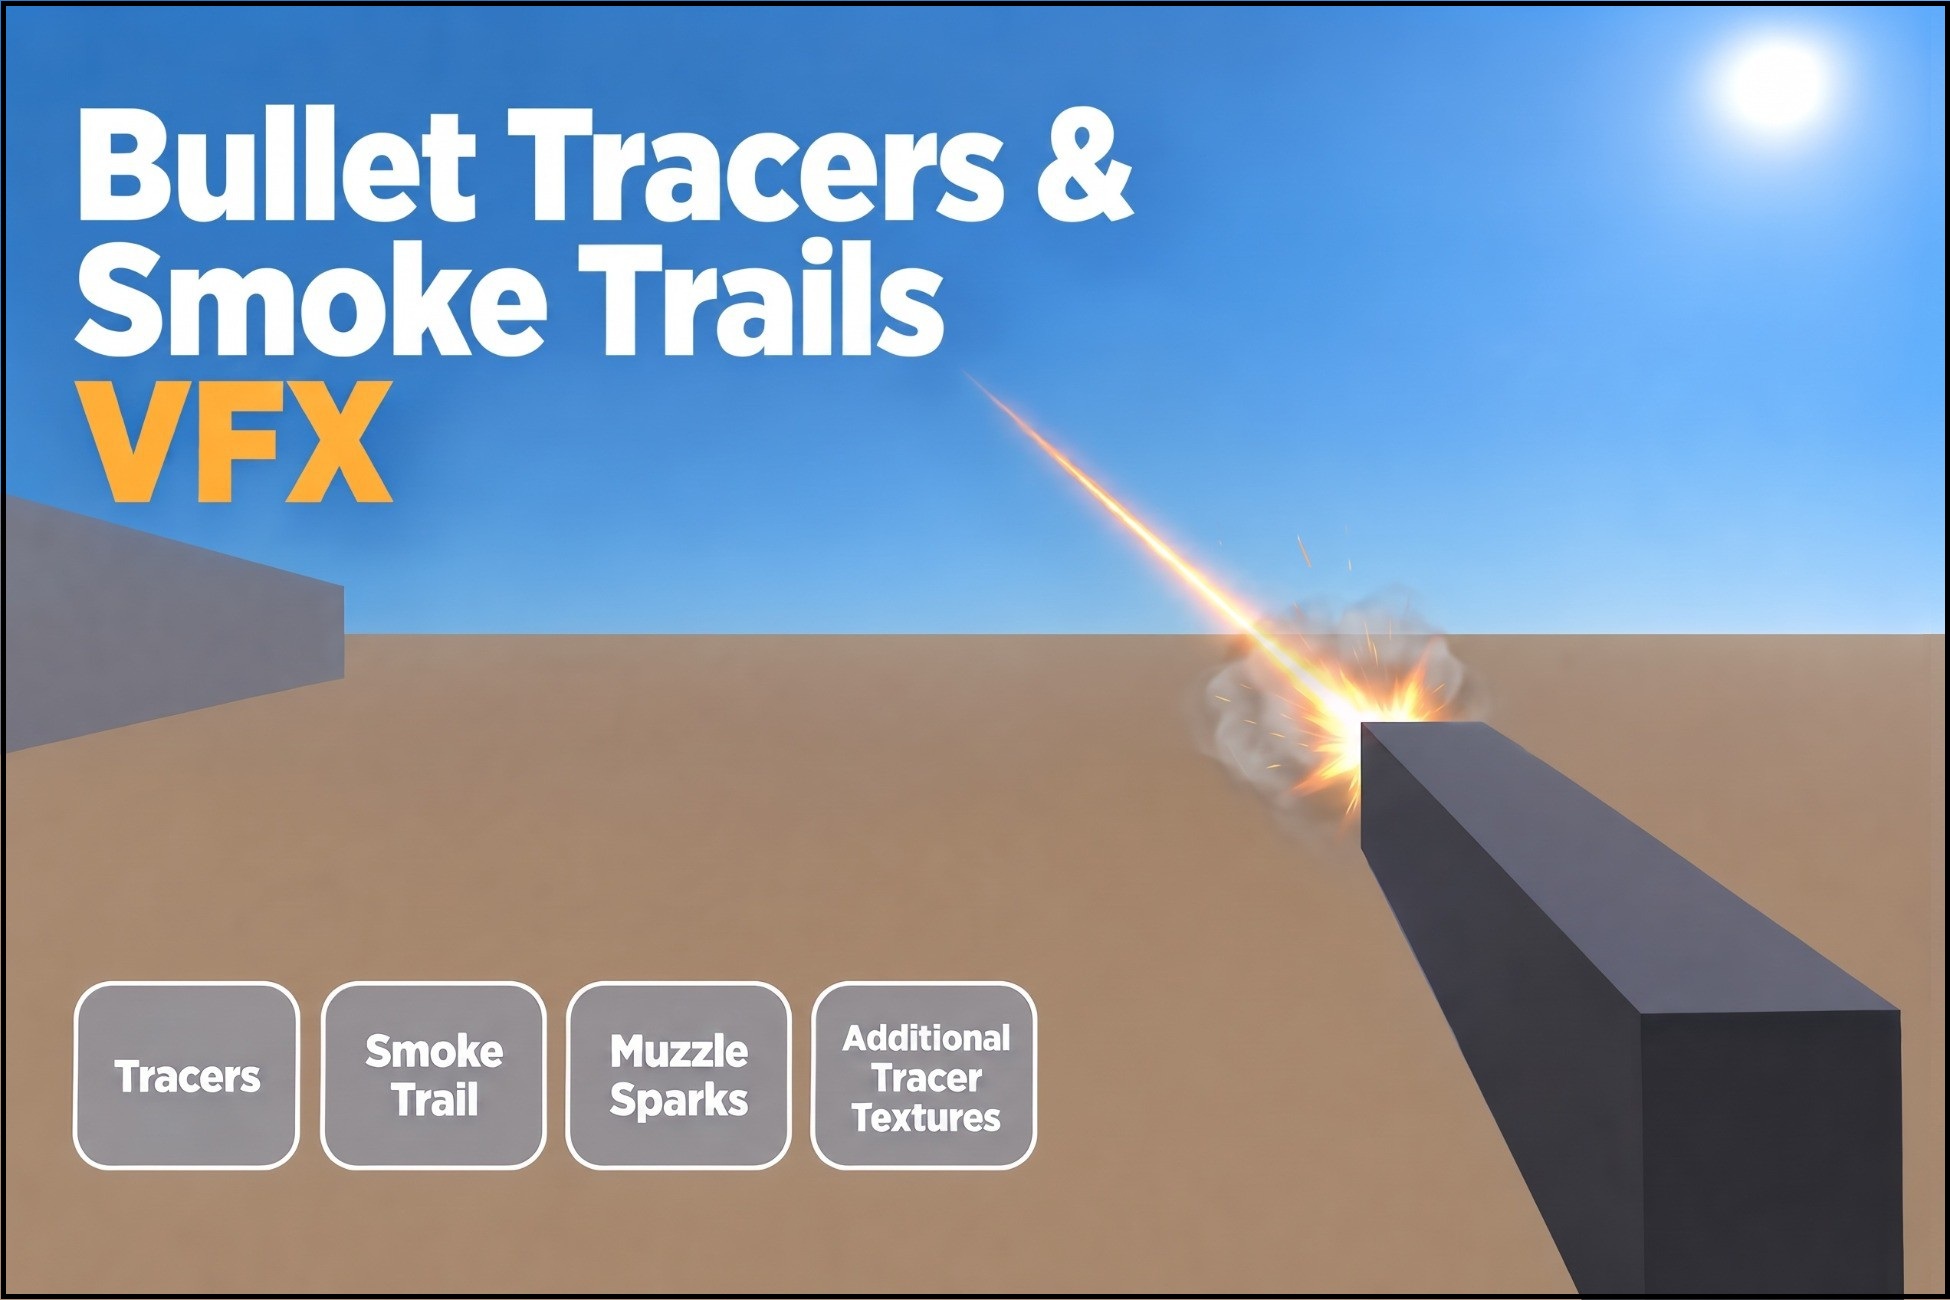 Bullet Tracers &
Smoke Trails
VFX
Tracers
Smoke
Trail
Muzzle
Sparks
Additional
Tracer
Textures